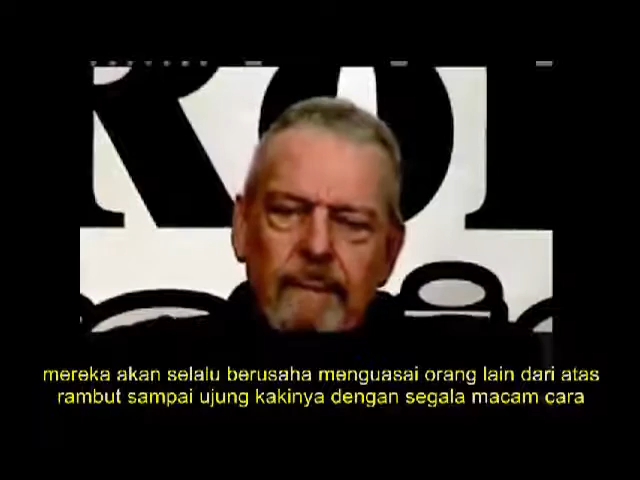 mereka akan selalu berusaha menguasai orang lain dari atas
rambut sampai ujung kakinya dengan segala macam cara